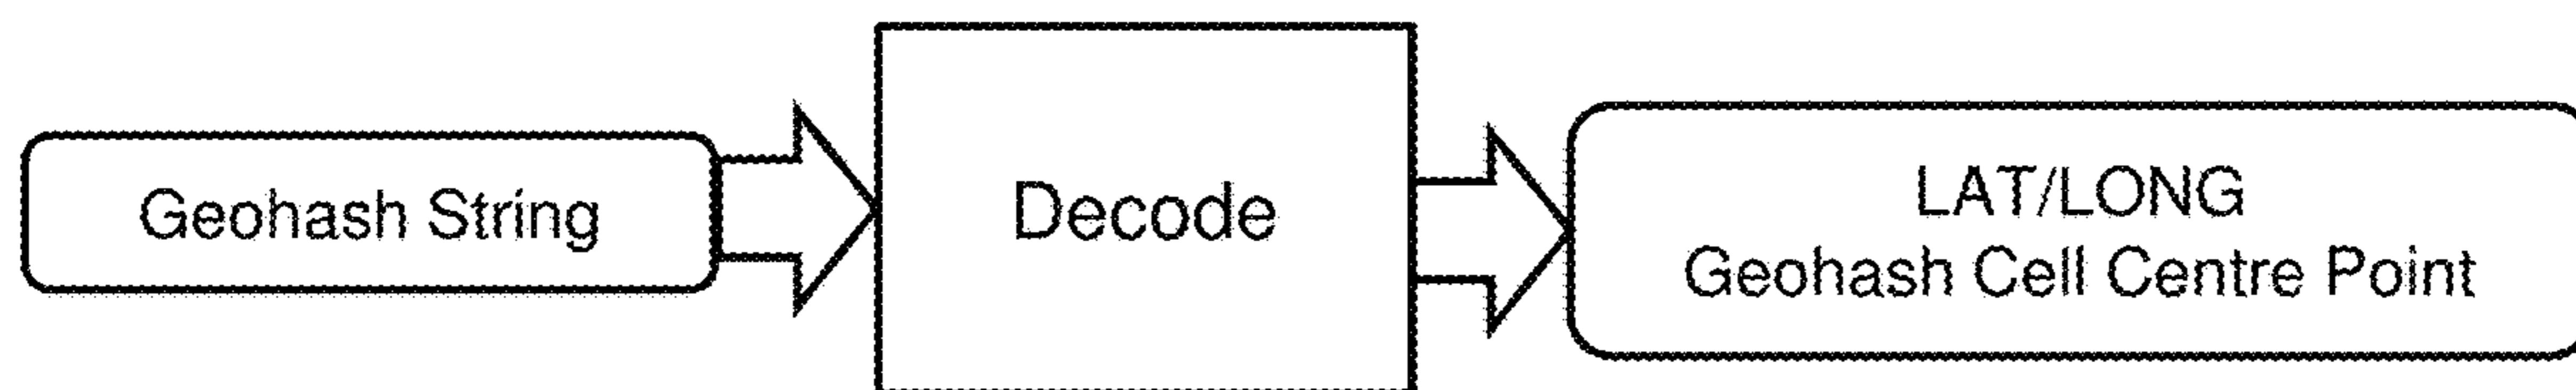 Geohash String
Decode
LAT/LONG
Geohash Cell Centre Point